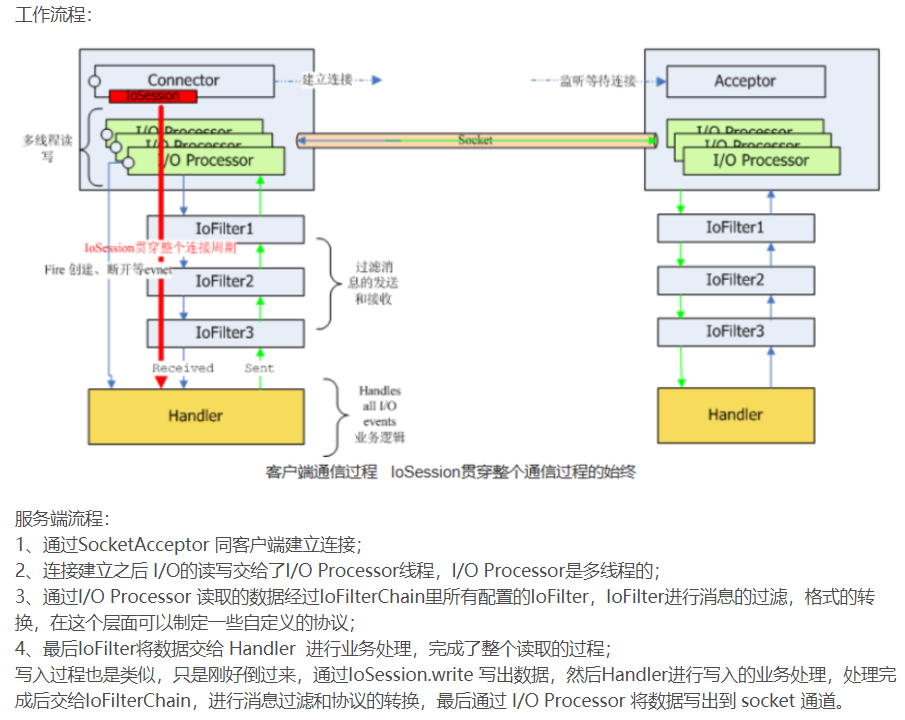 工作流程：
Connector
IoSession
建立连接
监听等待连接
Acceptor
多线程读
写
I/O Processor
I/O Processor
I/O Processor
Socket
I/O Processor
I/O Processor
I/O Processor
IoFilter1
IoSession贯穿整个连接周期
Fire 创建、断开等evnet
IoFilter2
IoFilter3
过滤消
息的发送
和接收
IoFilter1
IoFilter2
IoFilter3
Received
Sent
Handler
Handles
all I/O
events
业务逻辑
Handler
客户端通信过程 IoSession贯穿整个通信过程的始终
服务端流程：
1、通过SocketAcceptor 同客户端建立连接；
2、连接建立之后 I/O的读写交给了I/O Processor线程，I/O Processor是多线程的；
3、通过I/O Processor 读取的数据经过IoFilterChain里所有配置的IoFilter，IoFilter进行消息的过滤，格式的转
换，在这个层面可以制定一些自定义的协议；
4、最后IoFilter将数据交给 Handler 进行业务处理，完成了整个读取的过程；
写入过程也是类似，只是刚好倒过来，通过IoSession.write 写出数据，然后Handler进行写入的业务处理，处理完
成后交给IoFilterChain，进行消息过滤和协议的转换，最后通过 I/O Processor 将数据写出到 socket 通道。